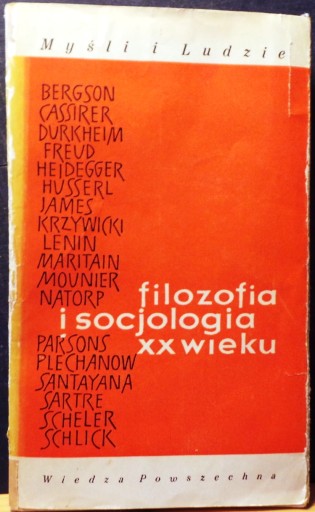 Myśli i Ludzie
BERGSON
CASSIRER
DURKHEIM
FREUD
HEIDEGGER
HUSSERL
JAMES
KRZYWICKI
LENIN
MARITAIN
MOUNIER
NATORP
PARSONS
PLECHANOW
SANTAYANA
SARTRE
SCHELER
SCHLICK
filozofia
i socjologia
xx wieku
Wiedza Powszechna